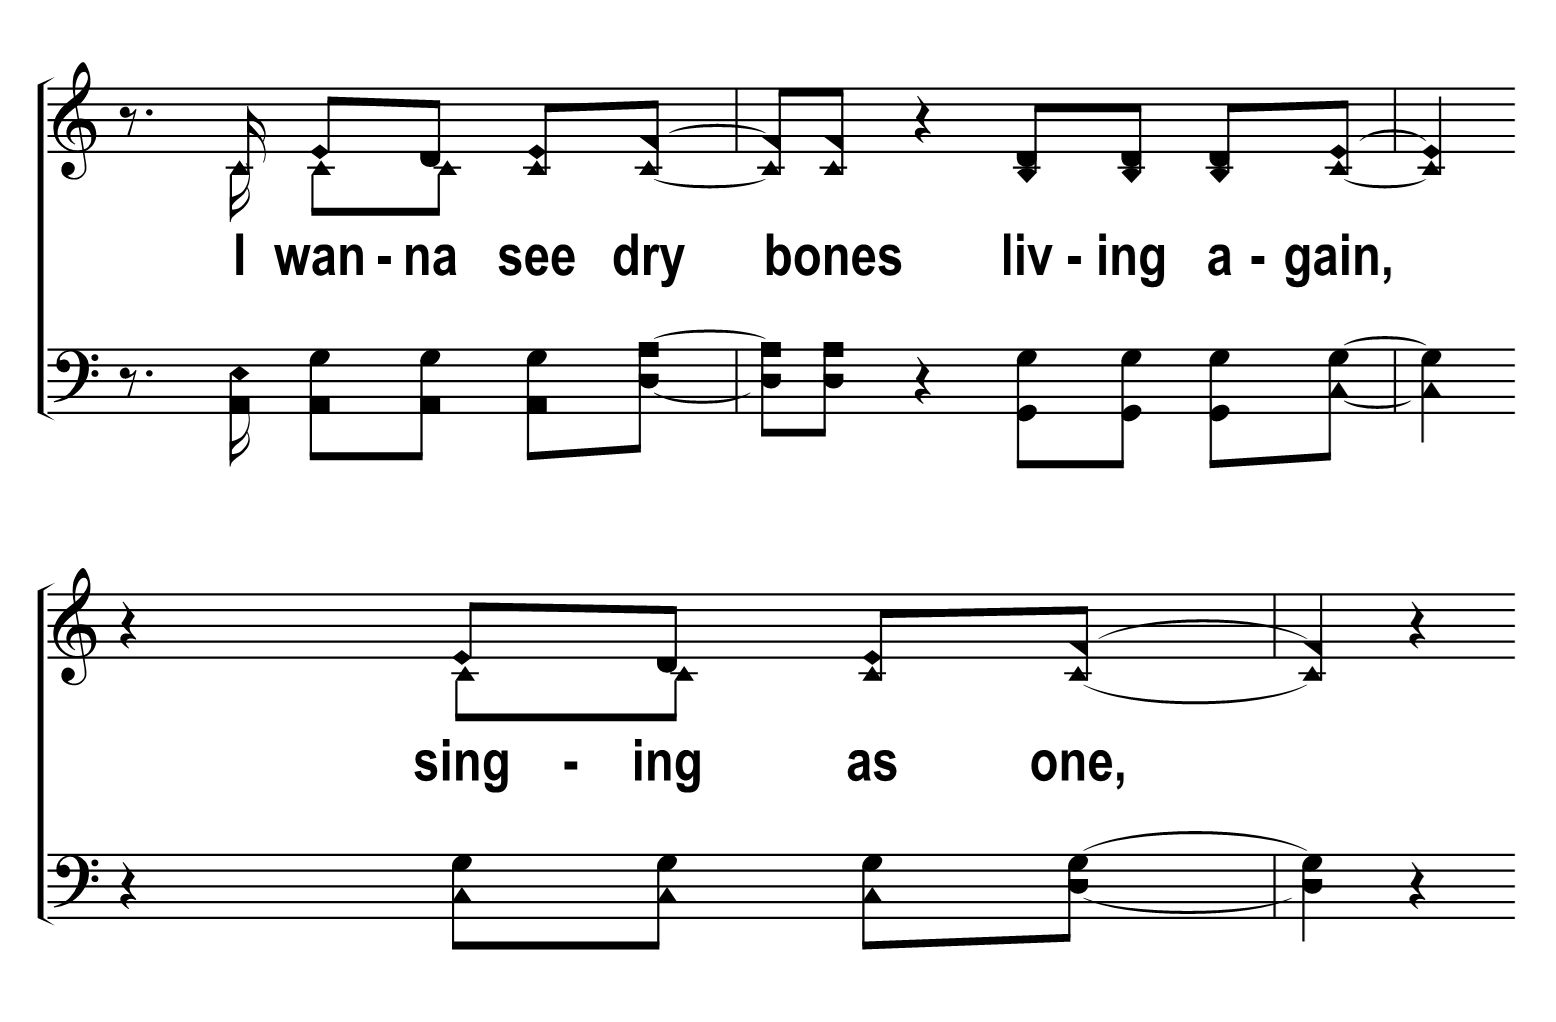 I wan - na see dry bones liv - ing a - gain,
sing - ing as one,